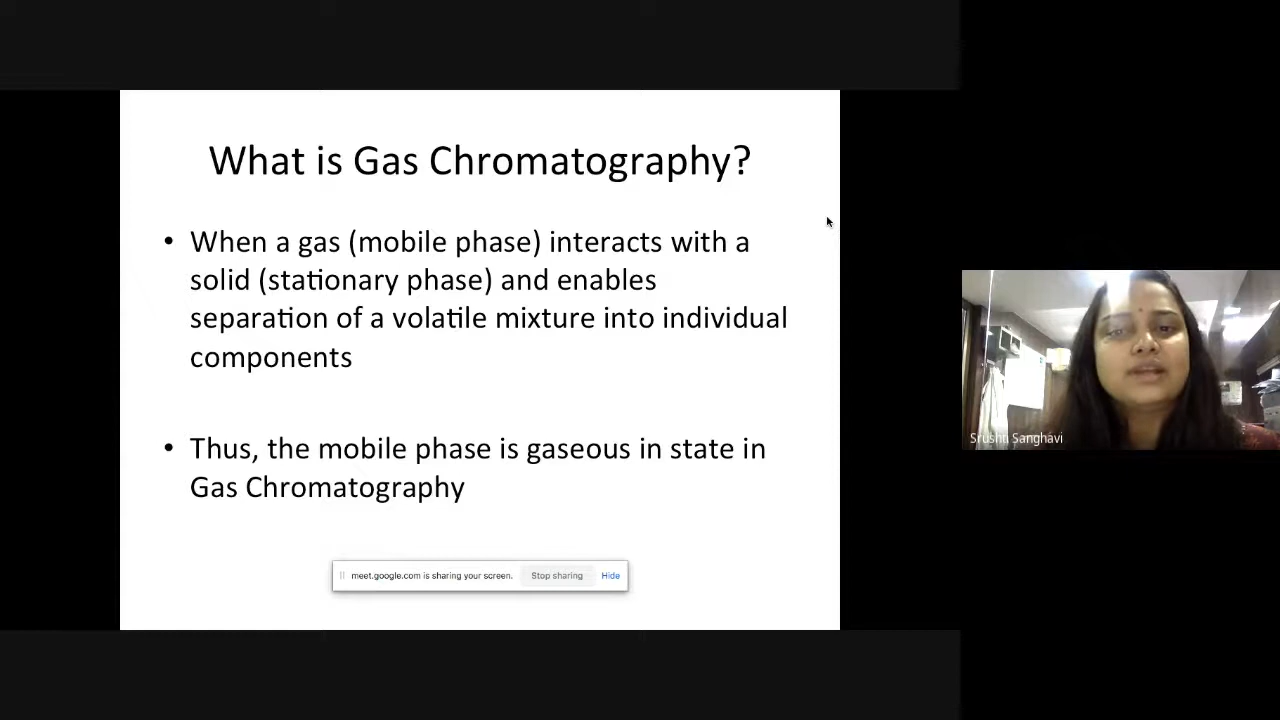 What is Gas Chromatography?
• When a gas (mobile phase) interacts with a
solid (stationary phase) and enables
separation of a volatile mixture into individual
components
• Thus, the mobile phase is gaseous in state in
Gas Chromatography
meet.google.com is sharing your screen. Stop sharing Hide
Srushti Sanghavi